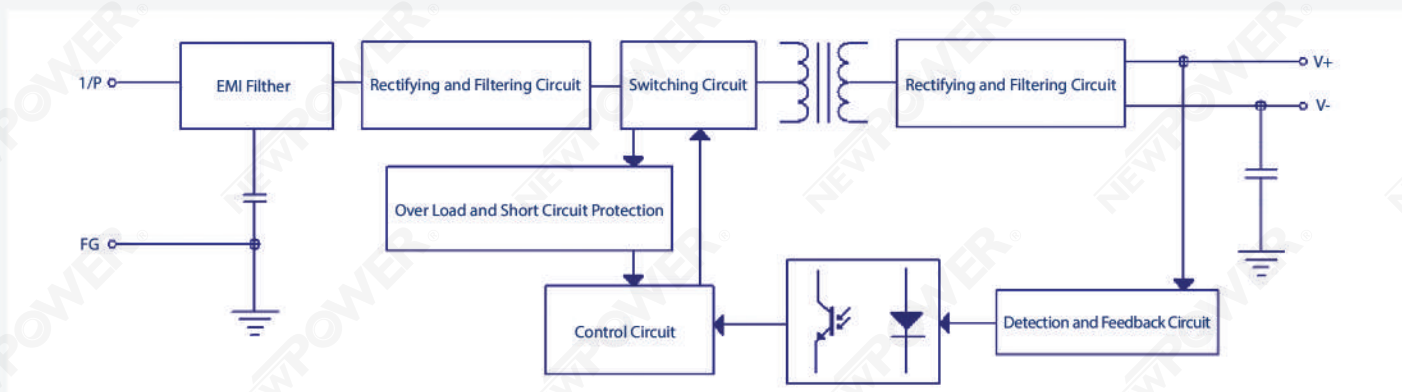 1/P
EMI Filther
Rectifying and Filtering Circuit
Switching Circuit
Rectifying and Filtering Circuit
V+
V-
Over Load and Short Circuit Protection
FG
Control Circuit
Detection and Feedback Circuit
NEWPOWER®